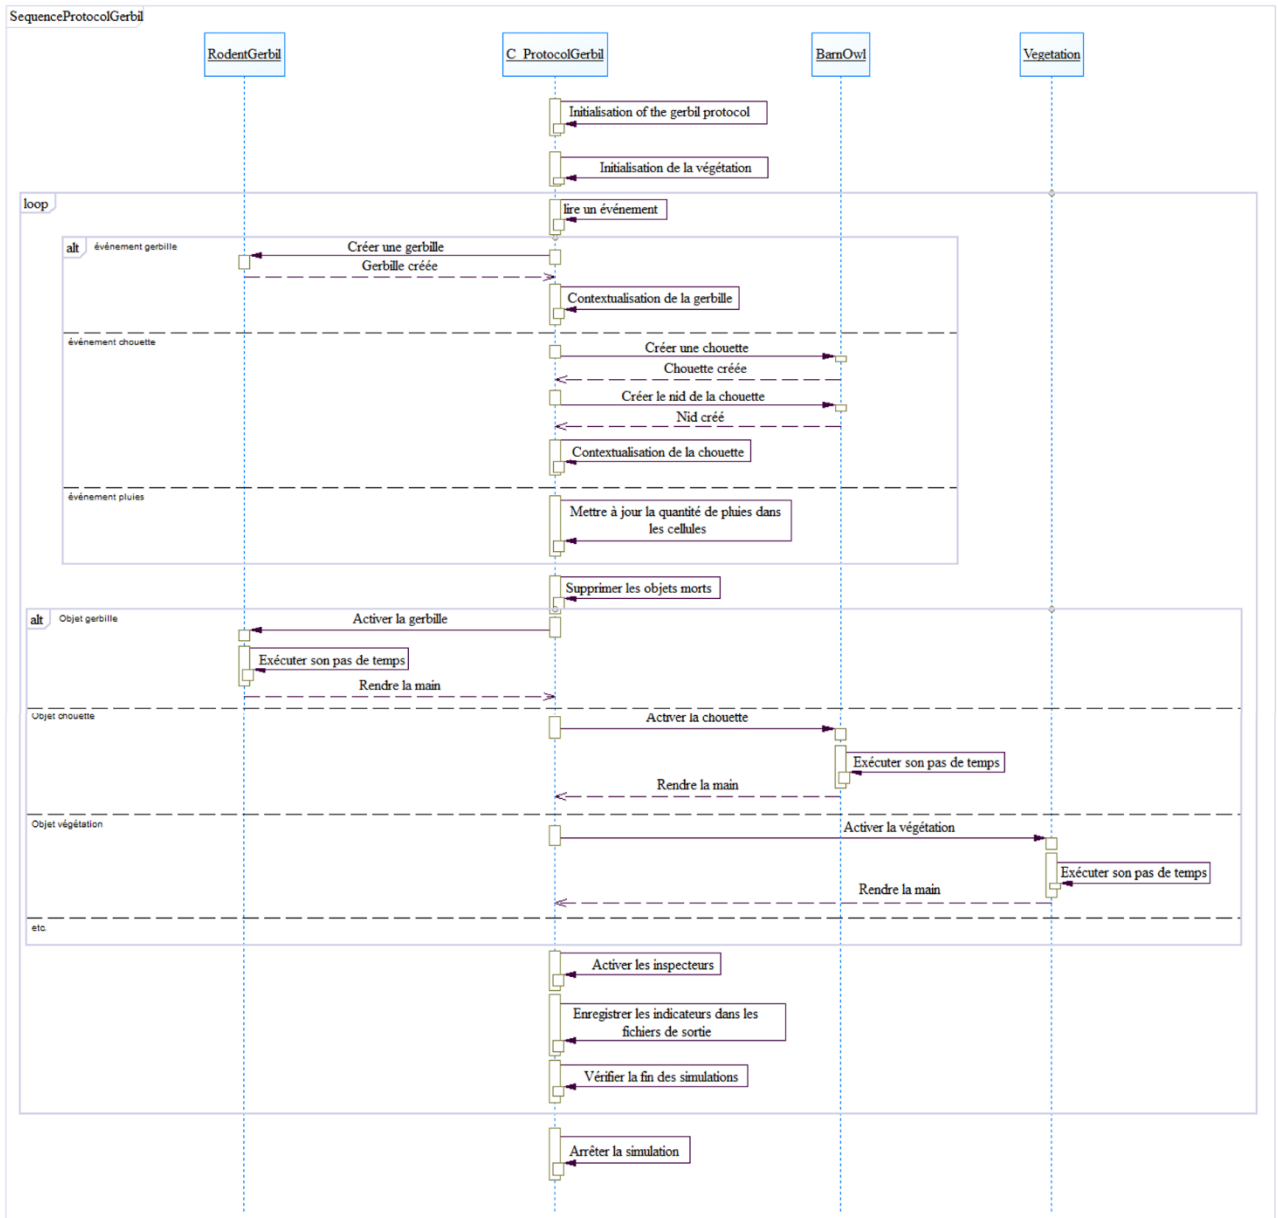 SequenceProtocolGerbil
RodentGerbil
C_ProtocolGerbil
BarnOwl
Vegetation
Initialisation of the gerbil protocol
Initialisation de la végétation
loop
lire un événement
alt
événement gerbille
Créer une gerbille
Gerbille créée
Contextualisation de la gerbille
événement chouette
Créer une chouette
Chouette créée
Créer le nid de la chouette
Nid créé
Contextualisation de la chouette
événement pluies
Mettre à jour la quantité de pluies dans
les cellules
Supprimer les objets morts
alt
Objet gerbille
Activer la gerbille
Exécuter son pas de temps
Rendre la main
Objet chouette
Activer la chouette
Exécuter son pas de temps
Rendre la main
Objet végétation
Activer la végétation
Exécuter son pas de temps
Rendre la main
etc.
Activer les inspecteurs
Enregistrer les indicateurs dans les
fichiers de sortie
Vérifier la fin des simulations
Arrêter la simulation